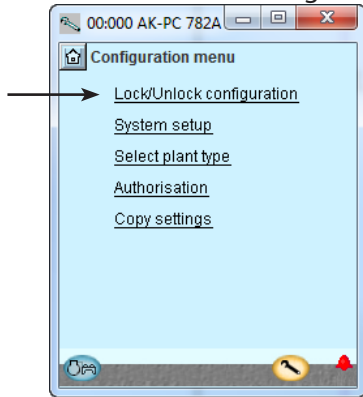 00:000 AK-PC 782A
Configuration menu
Lock/Unlock configuration
System setup
Select plant type
Authorisation
Copy settings